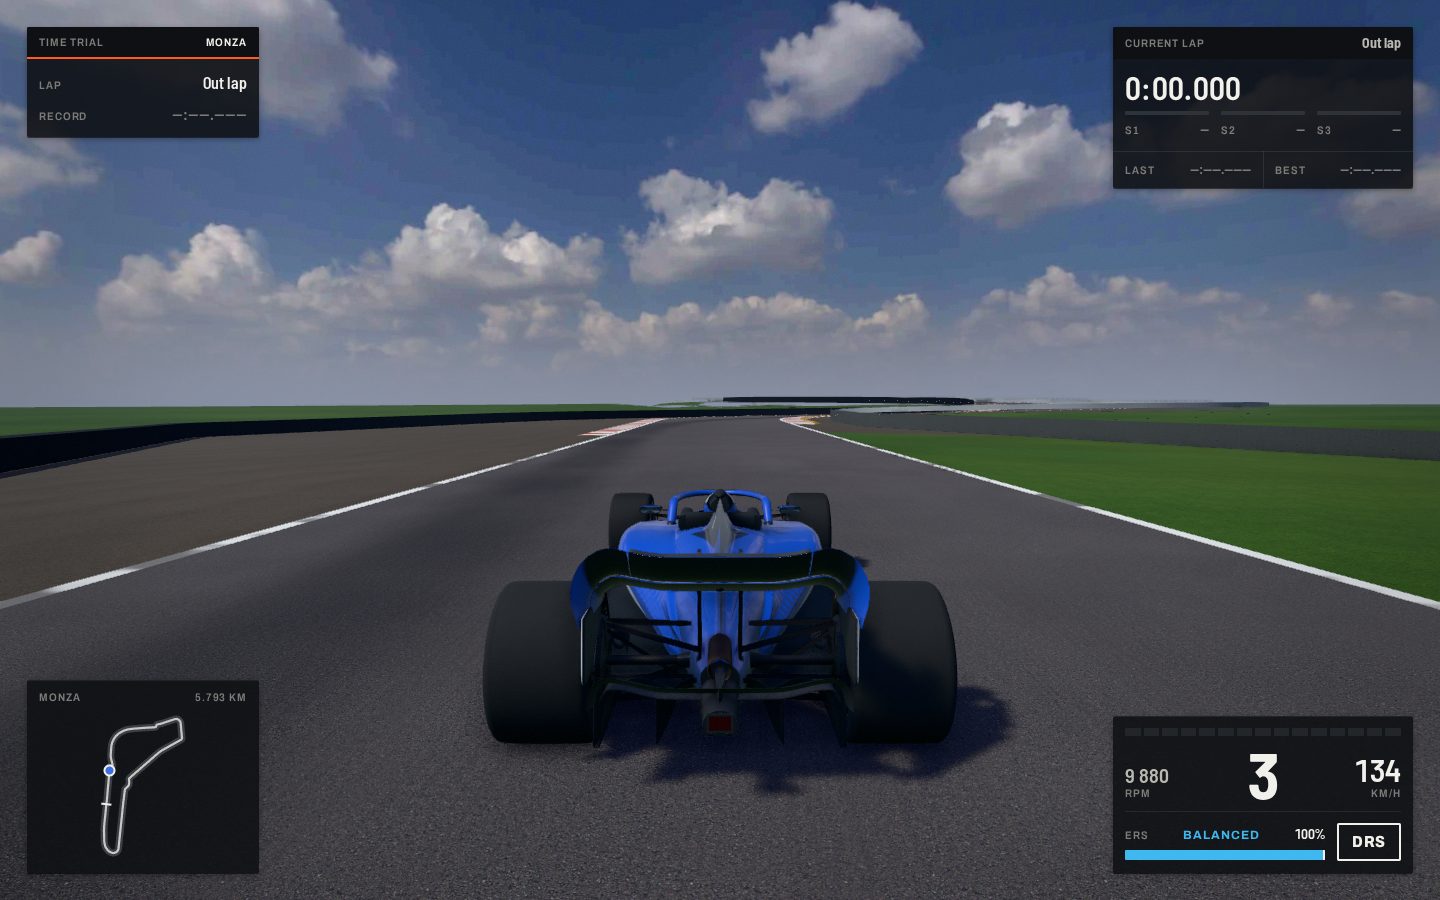 TIME TRIAL MONZA
LAP Out lap
RECORD –:––.–––
CURRENT LAP Out lap
0:00.000
S1 – S2 – S3 –
LAST –:––.––– BEST –:––.–––
MONZA 5.793 KM
9 880 RPM
3
134 KM/H
ERS BALANCED 100%
DRS